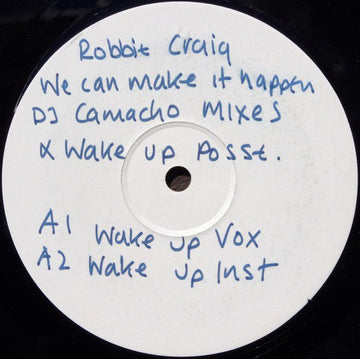 Robbie Craig
We can make it happen
DJ Camacho Mixes
& Wake up Posst.
A1 Wake up Vox
A2 Wake up Inst